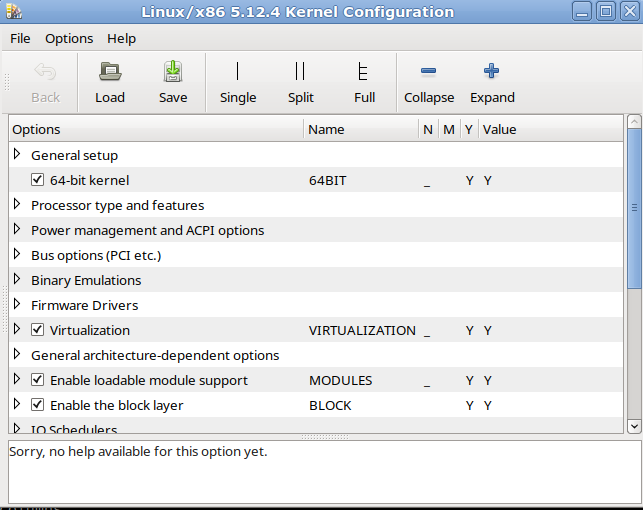 Linux/x86 5.12.4 Kernel Configuration
File Options Help
Back Load Save Single Split Full Collapse Expand
Options Name N M Y Value
General setup
64-bit kernel 64BIT _ Y Y
Processor type and features
Power management and ACPI options
Bus options (PCI etc.)
Binary Emulations
Firmware Drivers
Virtualization VIRTUALIZATION _ Y Y
General architecture-dependent options
Enable loadable module support MODULES _ Y Y
Enable the block layer BLOCK Y Y
IO Schedulers
Sorry, no help available for this option yet.